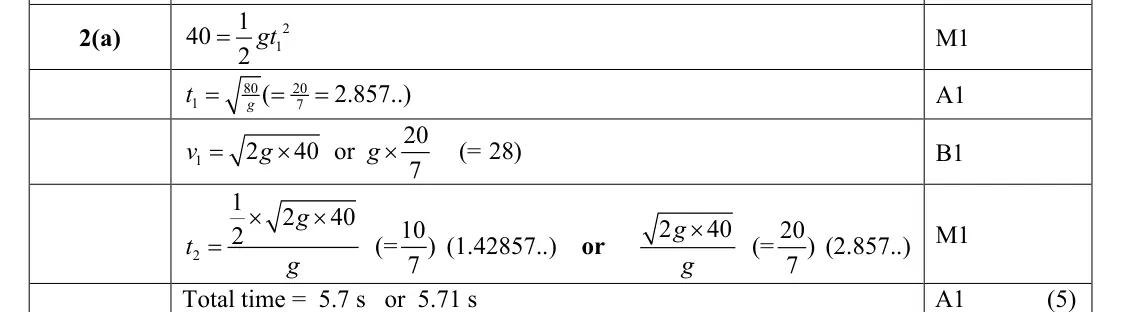 2(a) 40 = 1/2 gt₁² M1
t₁ = √(80/g) (= 20/7 = 2.857..) A1
v₁ = √(2g × 40) or g × 20/7 (= 28) B1
t₂ = (1/2 × √(2g × 40))/g (= 10/7) (1.42857..) or √(2g × 40)/g (= 20/7) (2.857..) M1
Total time = 5.7 s or 5.71 s A1 (5)